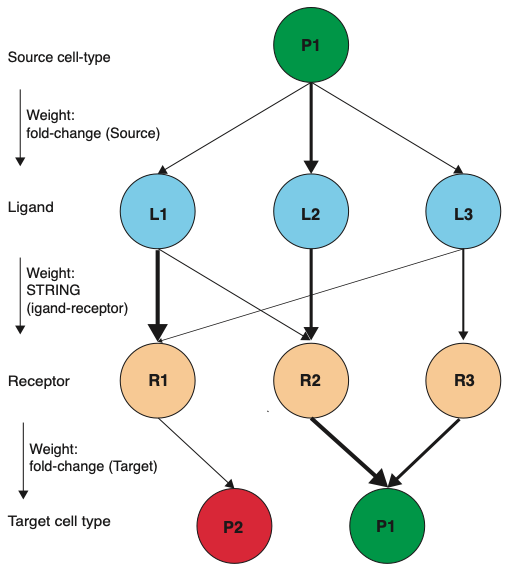 P1
Source cell-type
Weight:
fold-change (Source)
Ligand
L1
L2
L3
Weight:
STRING
(igand-receptor)
Receptor
R1
R2
R3
Weight:
fold-change (Target)
Target cell type
P2
P1